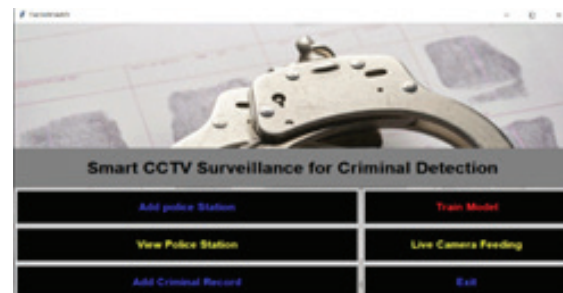 Smart CCTV Surveillance for Criminal Detection
Add police Station
Train Model
View Police Station
Live Camera Feeding
Add Criminal Record
Exit